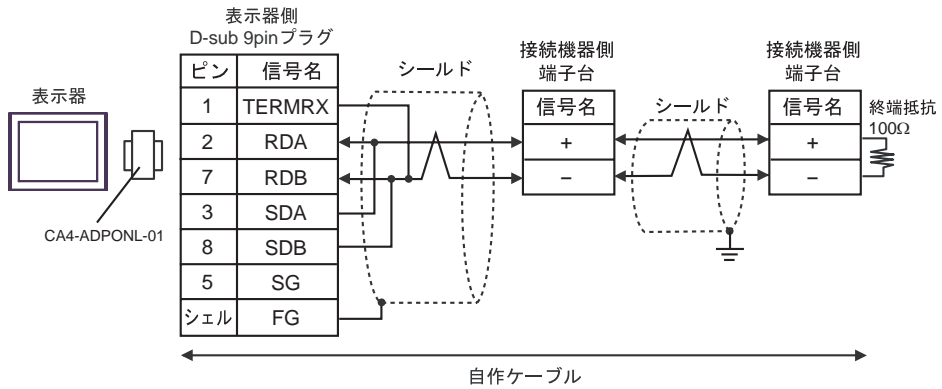 表示器側
D-sub 9pinプラグ
ピン 信号名
1 TERMRX
2 RDA
7 RDB
3 SDA
8 SDB
5 SG
シェル FG
表示器
CA4-ADPONL-01
シールド
接続機器側
端子台
信号名
+
−
シールド
接続機器側
端子台
信号名
+
−
終端抵抗
100Ω
自作ケーブル